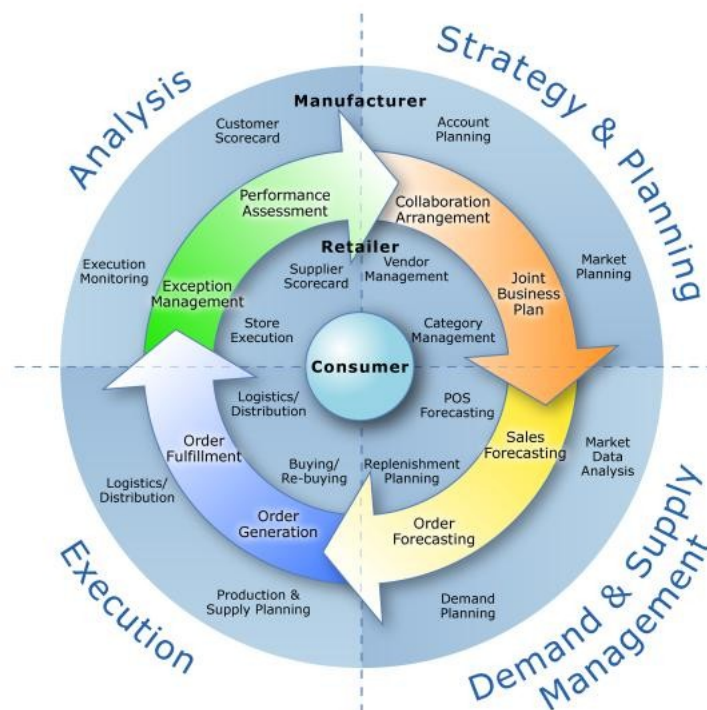 Analysis
Strategy & Planning
Manufacturer
Customer
Scorecard
Account
Planning
Performance
Assessment
Collaboration
Arrangement
Retailer
Execution
Monitoring
Exception
Management
Supplier
Scorecard
Vendor
Management
Joint
Business
Plan
Market
Planning
Store
Execution
Category
Management
Consumer
Logistics/
Distribution
POS
Forecasting
Order
Fulfillment
Sales
Forecasting
Market
Data
Analysis
Logistics/
Distribution
Buying/
Re-buying
Replenishment
Planning
Order
Generation
Order
Forecasting
Production &
Supply Planning
Demand
Planning
Execution
Demand & Supply
Management